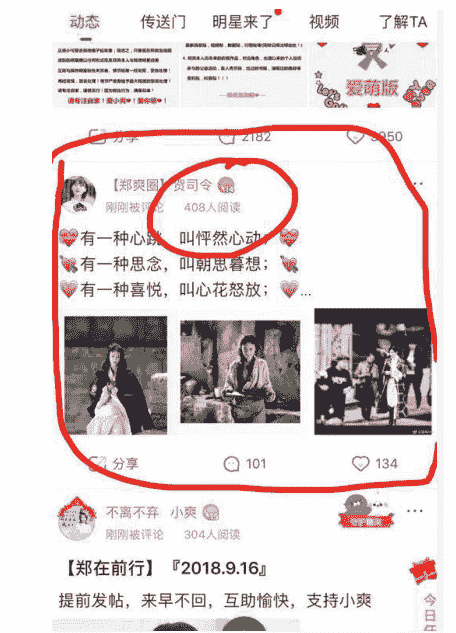 动态 传送门 明星来了 视频 了解TA
爱萌版
分享 2182 3950
【郑爽圈】贺司令
刚刚被评论 408人阅读
有一种心跳，叫怦然心动；
有一种思念，叫朝思暮想；
有一种喜悦，叫心花怒放；...
分享 101 134
不离不弃 小爽
刚刚被评论 304人阅读
【郑在前行】『2018.9.16』
提前发帖，来早不回，互助愉快，支持小爽
今日任